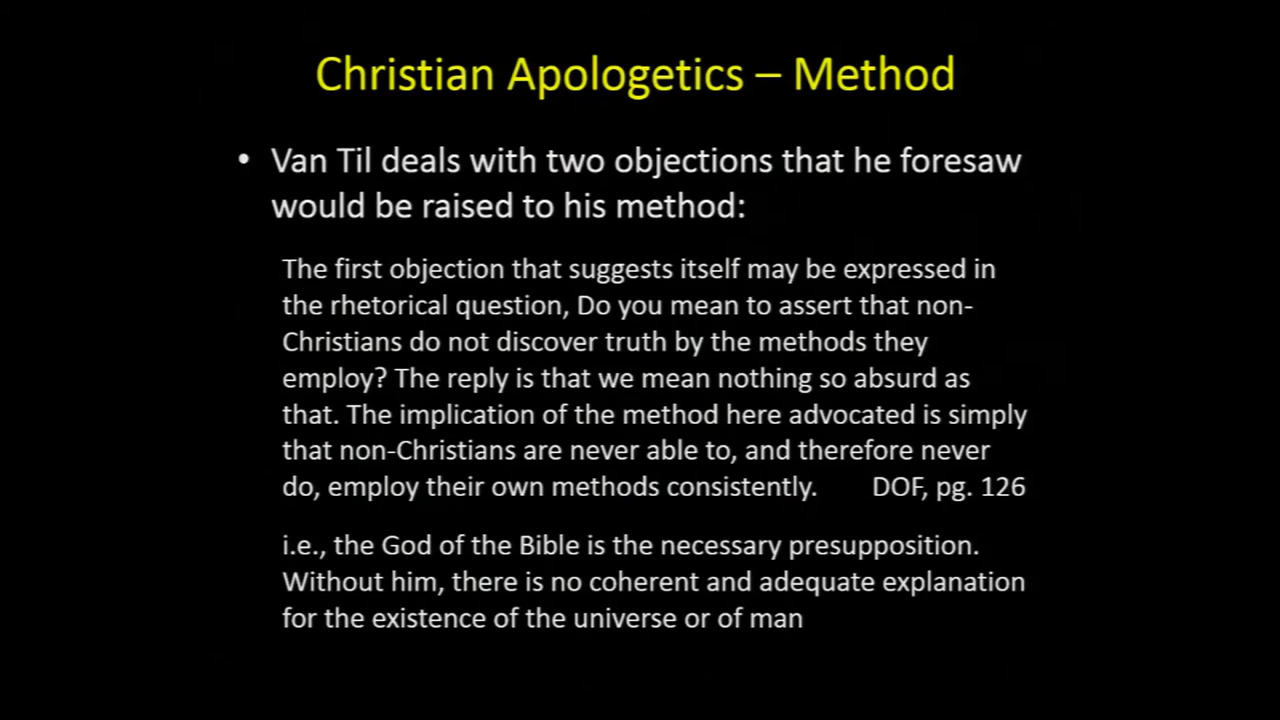 Christian Apologetics – Method
• Van Til deals with two objections that he foresaw
would be raised to his method:
The first objection that suggests itself may be expressed in
the rhetorical question, Do you mean to assert that non-
Christians do not discover truth by the methods they
employ? The reply is that we mean nothing so absurd as
that. The implication of the method here advocated is simply
that non-Christians are never able to, and therefore never
do, employ their own methods consistently. DOF, pg. 126
i.e., the God of the Bible is the necessary presupposition.
Without him, there is no coherent and adequate explanation
for the existence of the universe or of man